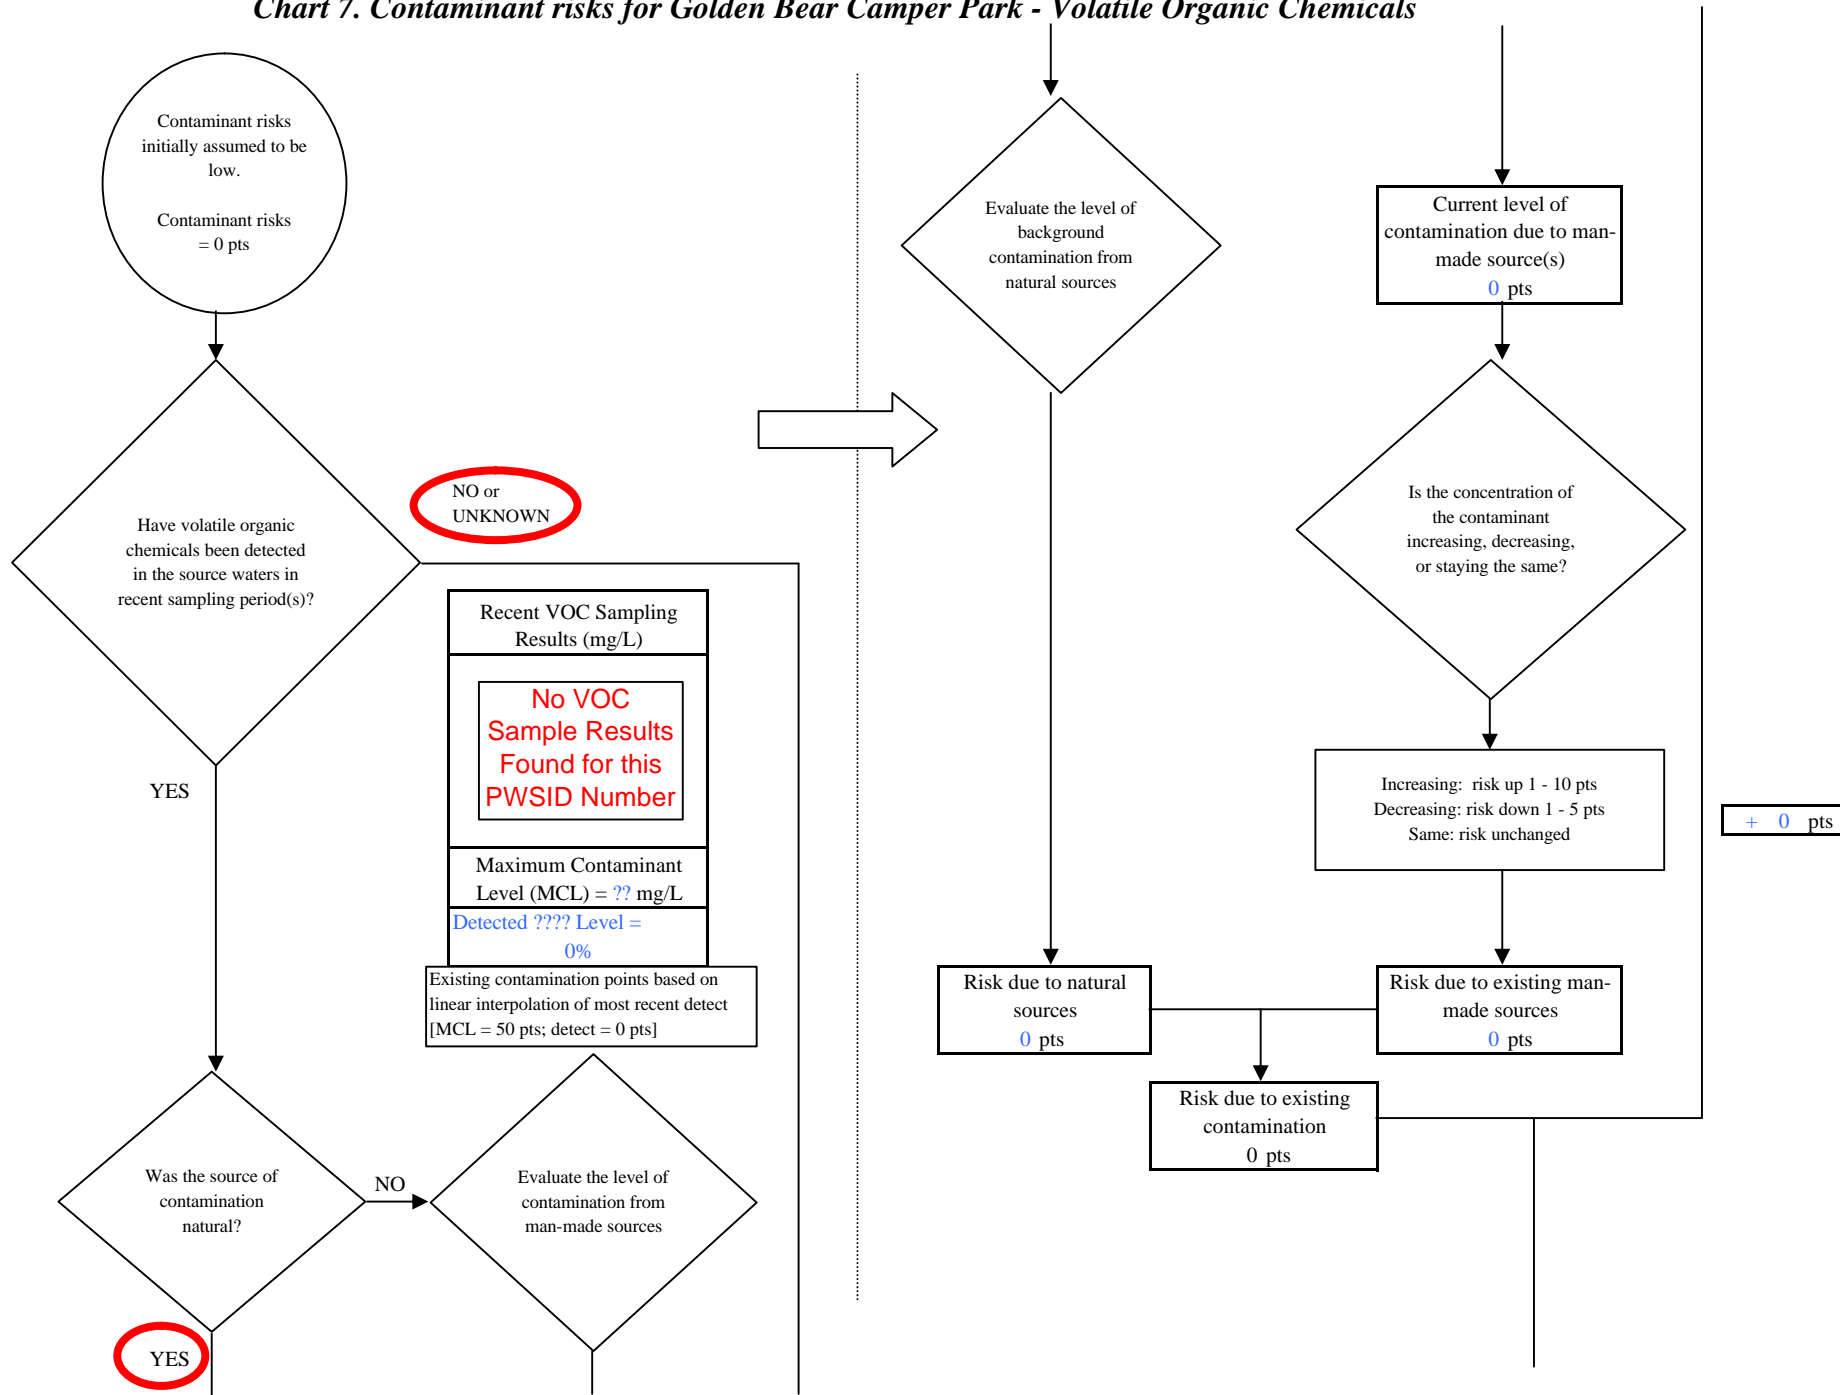 Chart 7. Contaminant risks for Golden Bear Camper Park - Volatile Organic Chemicals
Contaminant risks
initially assumed to be
low.
Contaminant risks
= 0 pts
Have volatile organic
chemicals been detected
in the source waters in
recent sampling period(s)?
NO or
UNKNOWN
YES
Recent VOC Sampling
Results (mg/L)
No VOC
Sample Results
Found for this
PWSID Number
Maximum Contaminant
Level (MCL) = ?? mg/L
Detected ???? Level =
0%
Existing contamination points based on
linear interpolation of most recent detect
[MCL = 50 pts; detect = 0 pts]
Was the source of
contamination
natural?
NO
Evaluate the level of
contamination from
man-made sources
YES
Evaluate the level of
background
contamination from
natural sources
Current level of
contamination due to man-
made source(s)
0 pts
Is the concentration of
the contaminant
increasing, decreasing,
or staying the same?
Increasing: risk up 1 - 10 pts
Decreasing: risk down 1 - 5 pts
Same: risk unchanged
+ 0 pts
Risk due to natural
sources
0 pts
Risk due to existing man-
made sources
0 pts
Risk due to existing
contamination
0 pts